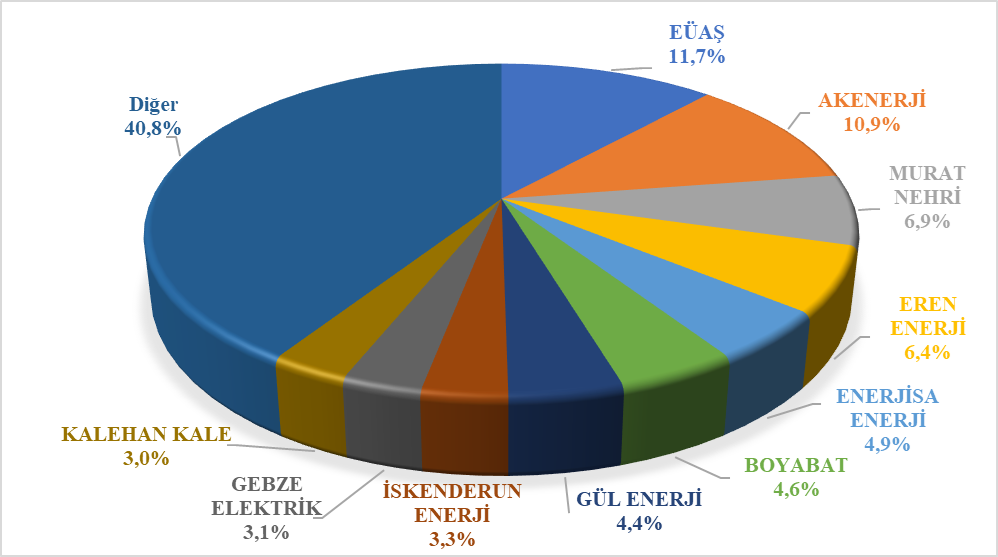 EÜAŞ
11,7%
AKENERJİ
10,9%
MURAT
NEHRİ
6,9%
EREN
ENERJİ
6,4%
ENERJİSA
ENERJİ
4,9%
BOYABAT
4,6%
GÜL ENERJİ
4,4%
İSKENDERUN
ENERJİ
3,3%
GEBZE
ELEKTRİK
3,1%
KALEHAN KALE
3,0%
Diğer
40,8%